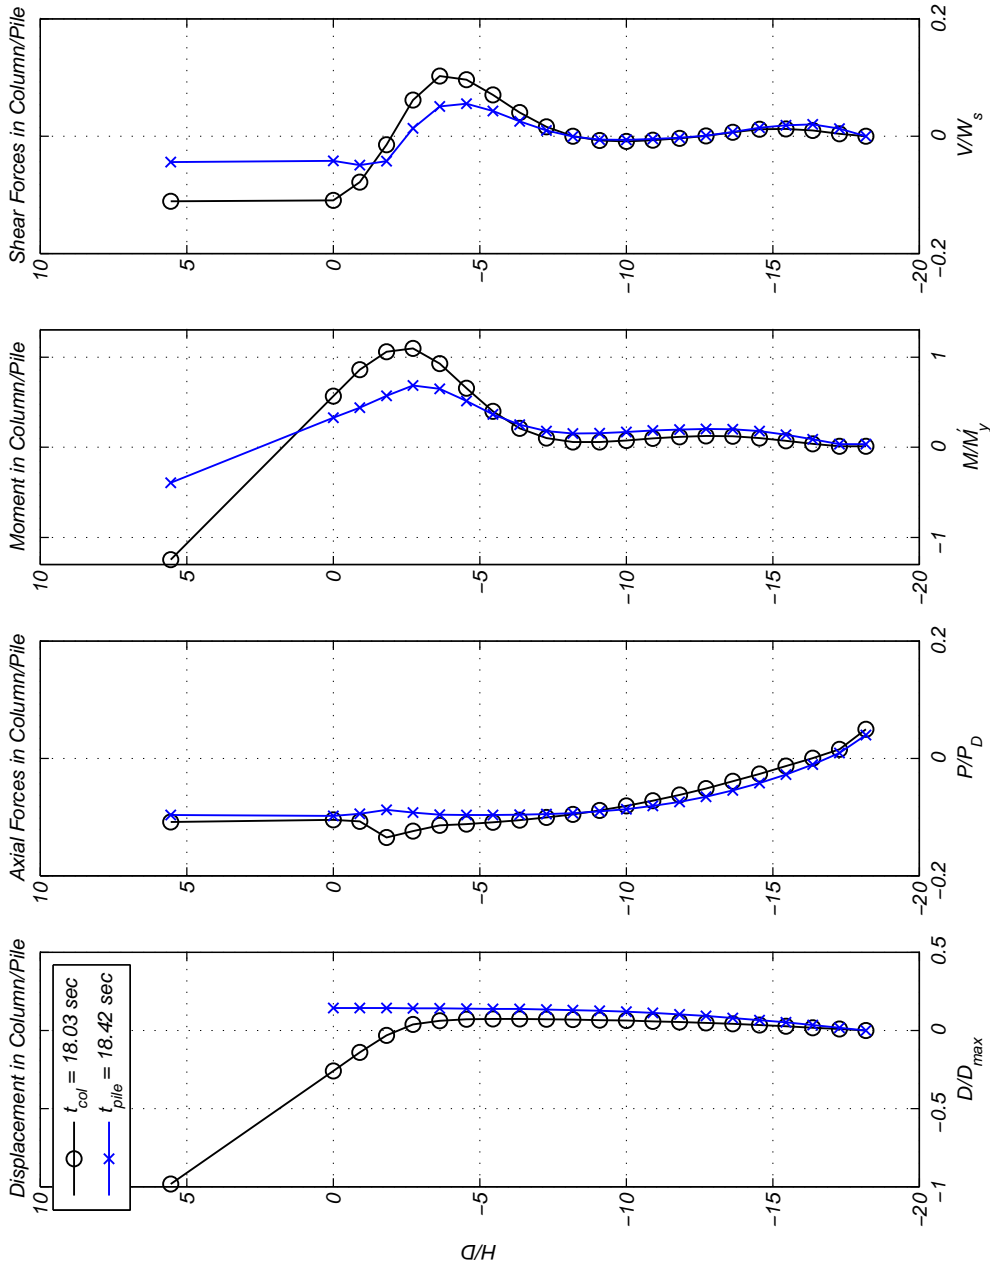 Displacement in Column/Pile
t_col = 18.03 sec
t_pile = 18.42 sec
H/D
10
5
0
−5
−10
−15
−20
−1 −0.5 0 0.5
D/D_max
Axial Forces in Column/Pile
10
5
0
−5
−10
−15
−20
−0.2 0 0.2
P/P_D
Moment in Column/Pile
10
5
0
−5
−10
−15
−20
−1 0 1
M/Ḿ_y
Shear Forces in Column/Pile
10
5
0
−5
−10
−15
−20
−0.2 0 0.2
V/W_s